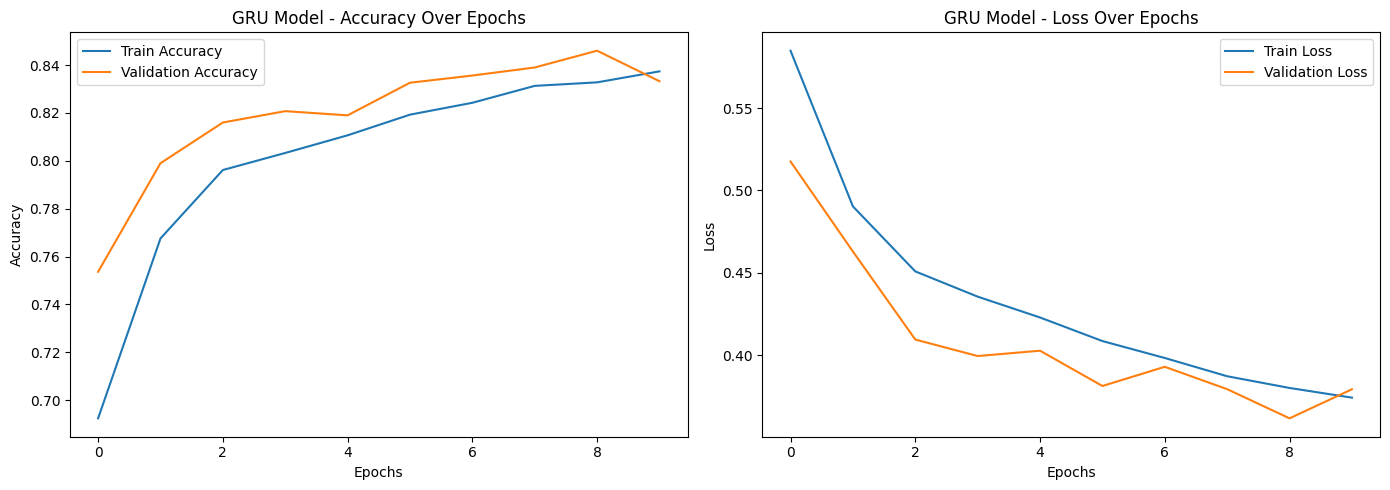 GRU Model - Accuracy Over Epochs
Train Accuracy
Validation Accuracy
0.84
0.82
0.80
0.78
0.76
0.74
0.72
0.70
Accuracy
0
2
4
6
8
Epochs
GRU Model - Loss Over Epochs
Train Loss
Validation Loss
0.55
0.50
0.45
0.40
Loss
0
2
4
6
8
Epochs